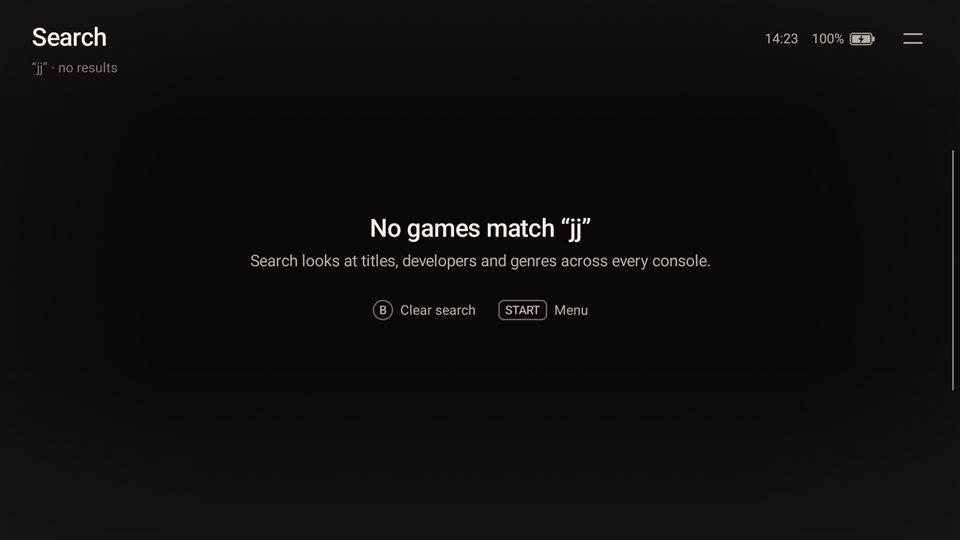 Search
14:23 100%
“jj” · no results
No games match “jj”
Search looks at titles, developers and genres across every console.
B Clear search START Menu